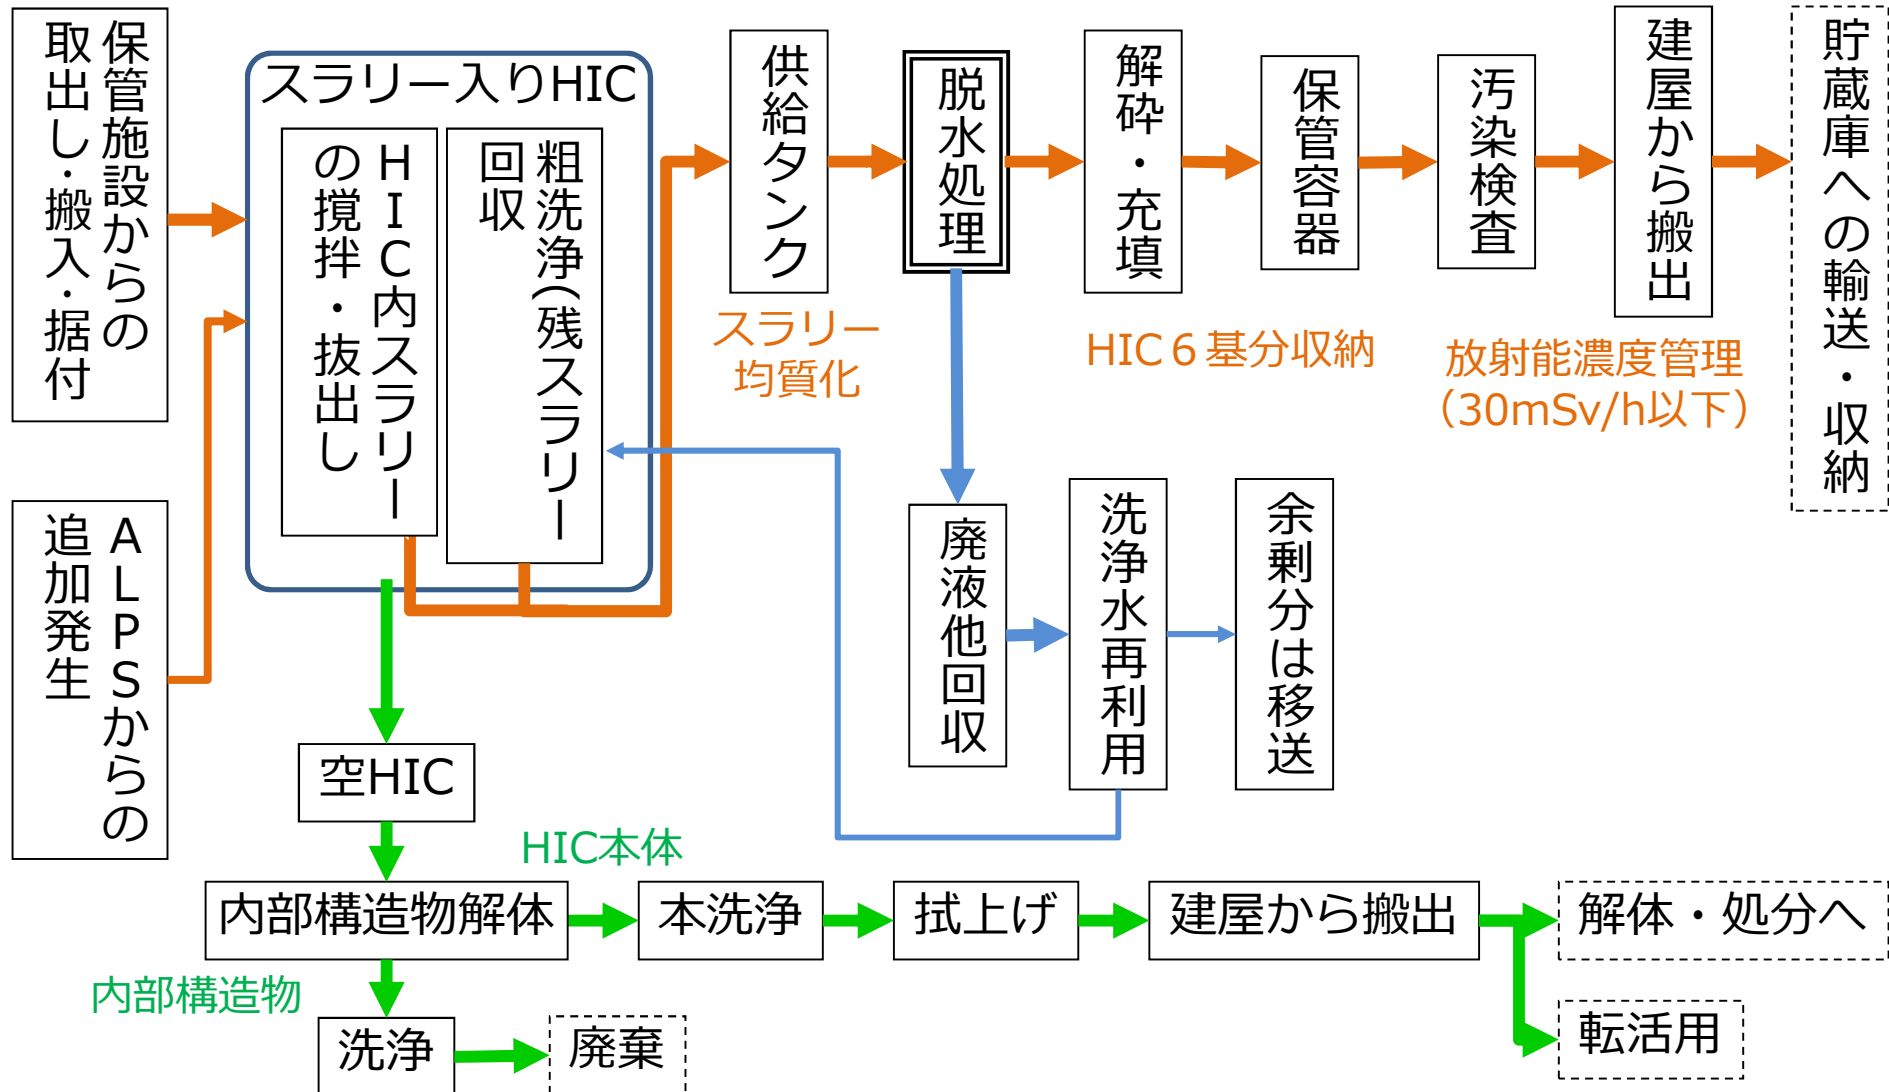 保管施設からの
取出し・搬入・据付
ALPSからの
追加発生
スラリー入りHIC
HIC内スラリー
の撹拌・抜出し
粗洗浄(残スラリー
回収
供給タンク
スラリー
均質化
脱水処理
解砕・充填
HIC6基分収納
保管容器
汚染検査
放射能濃度管理
（30mSv/h以下）
建屋から搬出
貯蔵庫への輸送・収納
廃液他回収
洗浄水再利用
余剰分は移送
空HIC
HIC本体
内部構造物解体
本洗浄
拭上げ
建屋から搬出
解体・処分へ
転活用
内部構造物
洗浄
廃棄